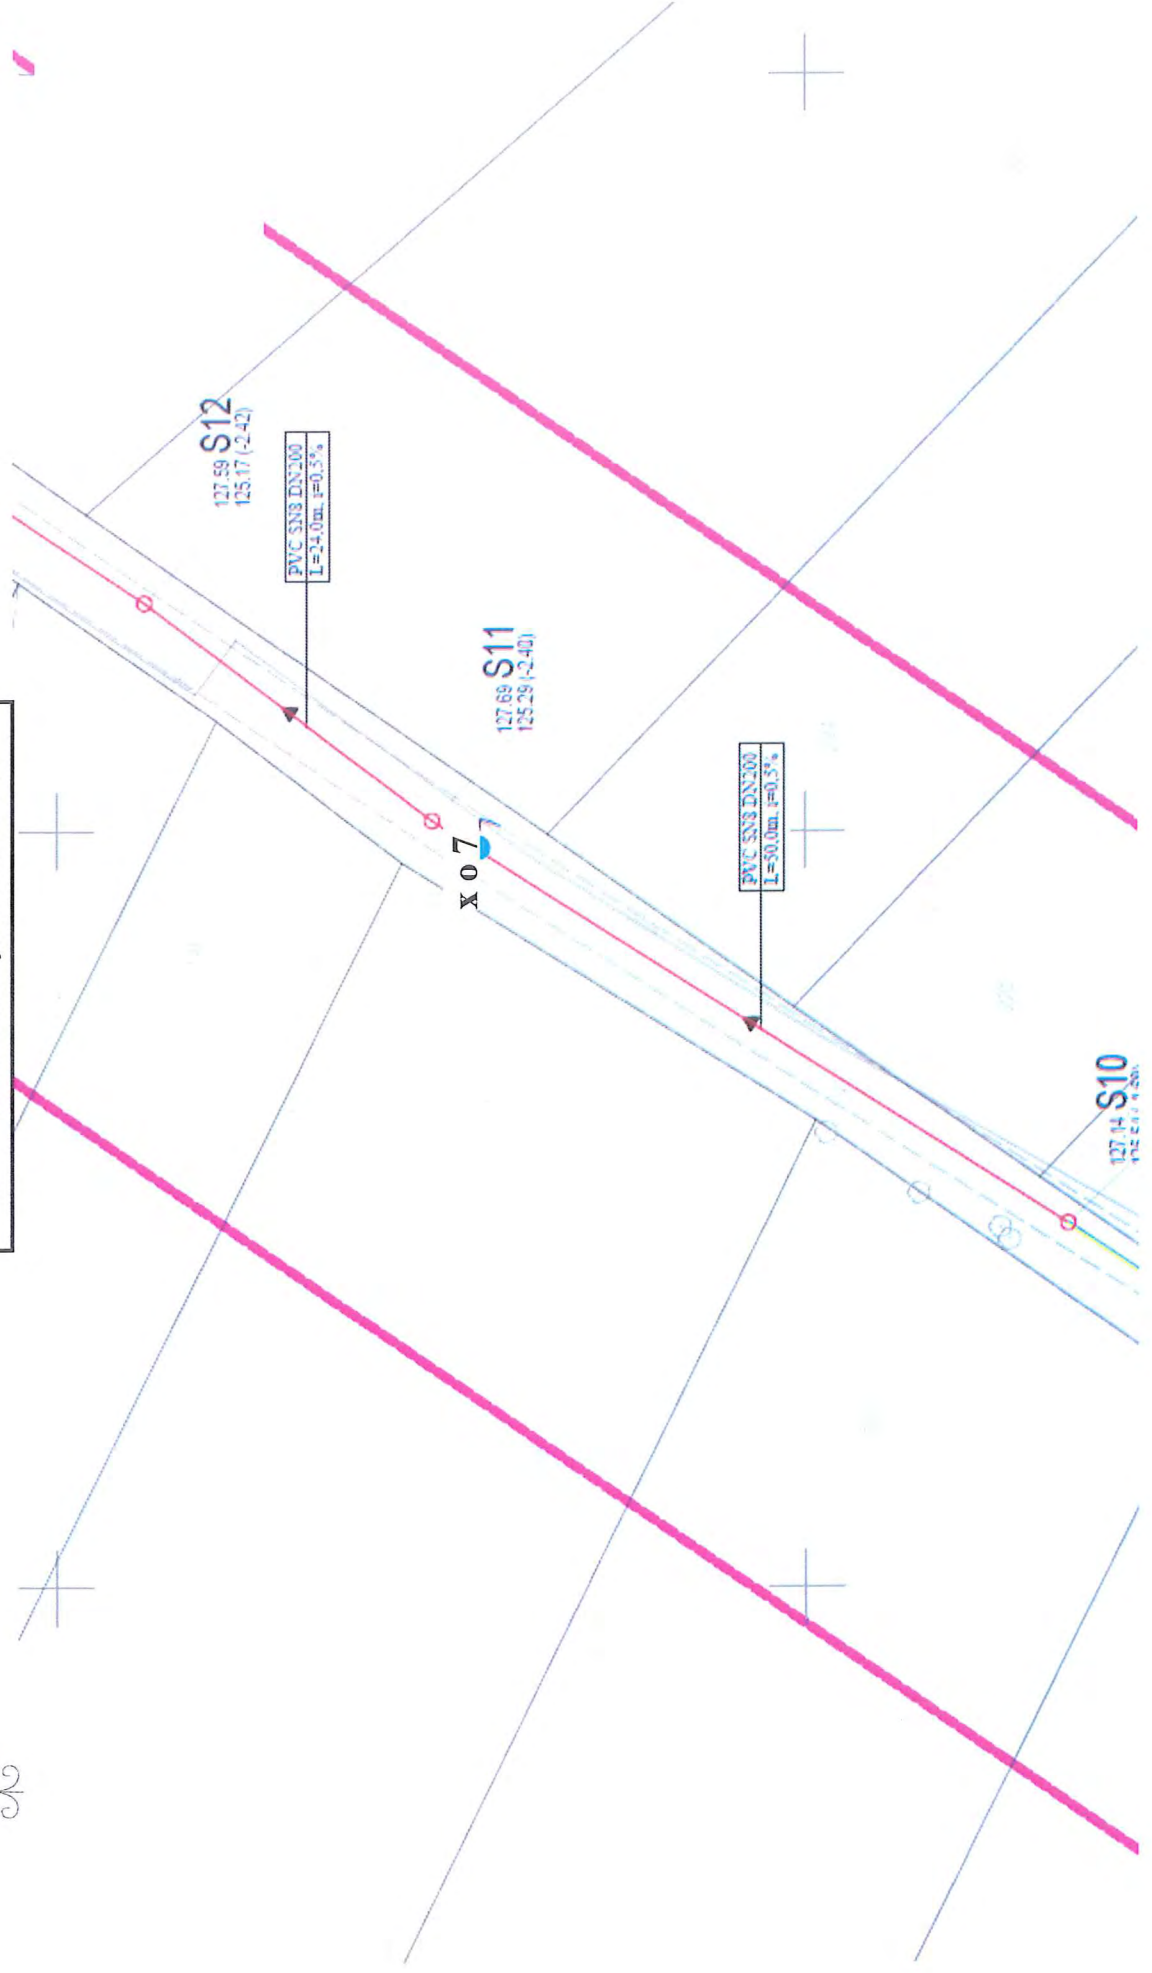 127.59 S12
125.17 (-2.42)
PVC SN8 DN200
L=24.0m, i=0.5%
127.69 S11
125.29 (-2.40)
x o 7
PVC SN8 DN200
L=50.0m, i=0.5%
127.14 S10